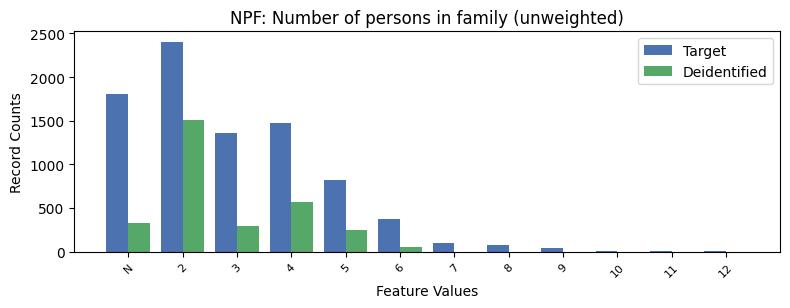 NPF: Number of persons in family (unweighted)
Target
Deidentified
Record Counts
2500
2000
1500
1000
500
0
N 2 3 4 5 6 7 8 9 10 11 12
Feature Values